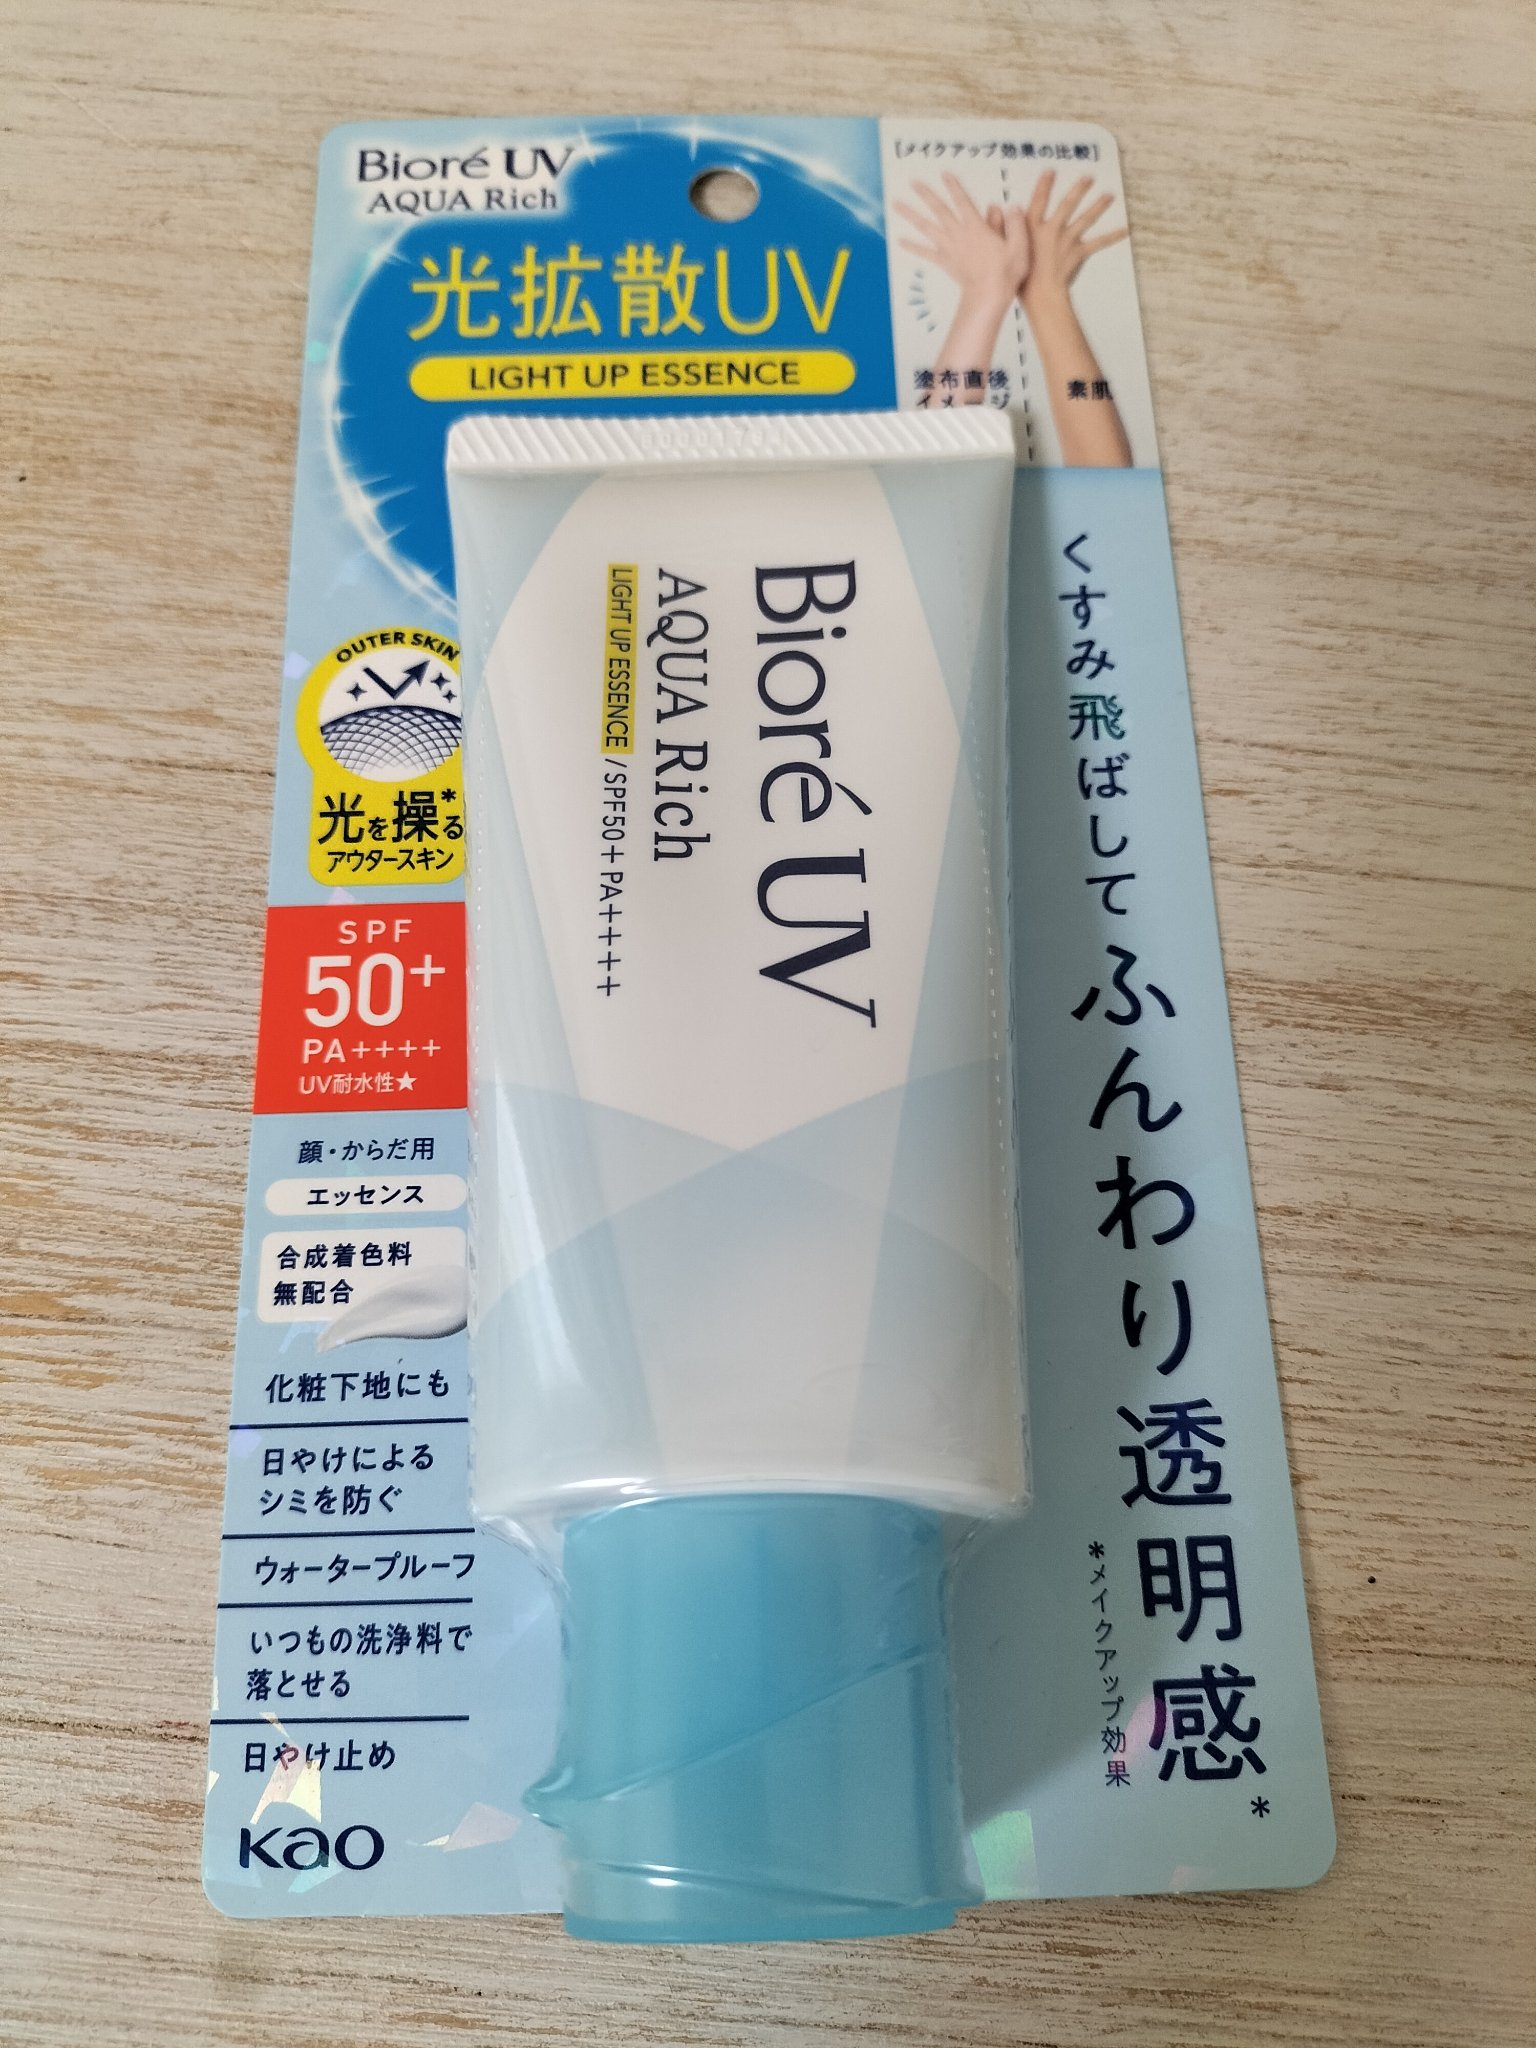 Bioré UV
AQUA Rich
光拡散UV
LIGHT UP ESSENCE
[メイクアップ効果の比較]
塗布直後
イメージ
素肌
OUTER SKIN
光を操る*
アウタースキン
SPF
50+
PA++++
UV耐水性★
顔・からだ用
エッセンス
合成着色料
無配合
化粧下地にも
日やけによる
シミを防ぐ
ウォータープルーフ
いつもの洗浄料で
落とせる
日やけ止め
Kao
Bioré UV
AQUA Rich
LIGHT UP ESSENCE /SPF50+PA++++
くすみ飛ばしてふんわり透明感*
*メイクアップ効果